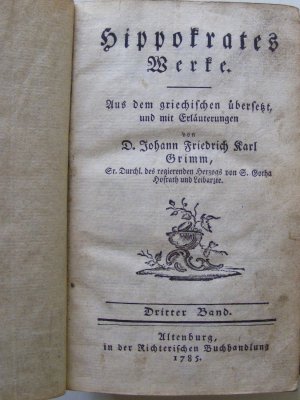 Hippokrates
Werke.
Aus dem griechischen übersetzt,
und mit Erläuterungen
von
D. Johann Friedrich Karl
Grimm,
Sr. Durchl. des regierenden Herzogs von S. Gotha
Hofrath und Leibarzte.
Dritter Band.
Altenburg,
in der Richterischen Buchhandlung
1785.